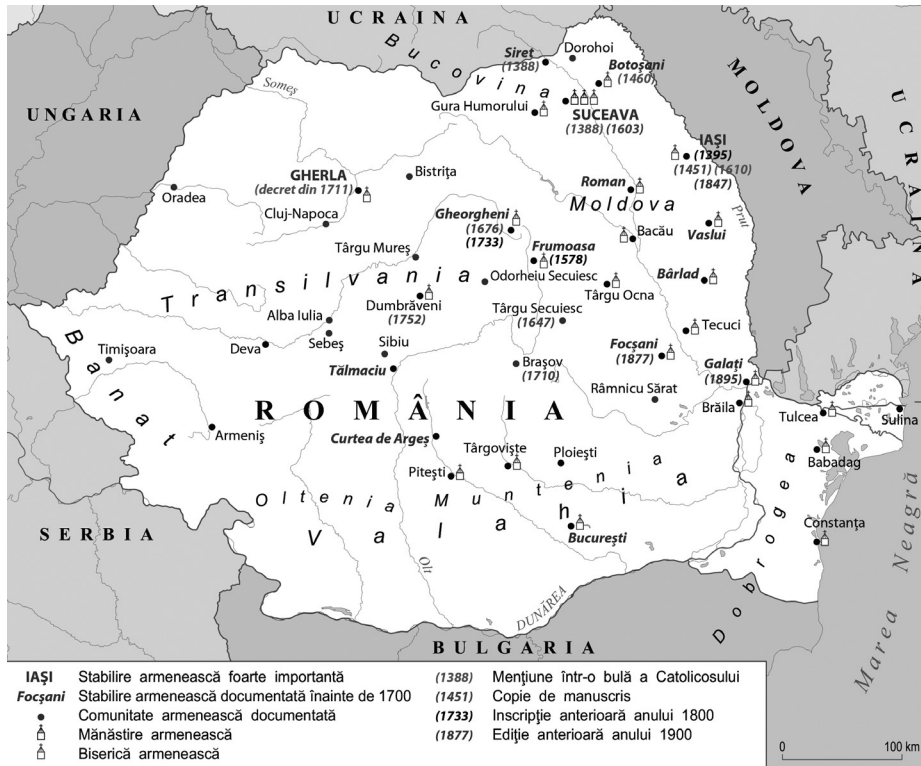 UCRAINA
Bucovina
UNGARIA
MOLDOVA
UCRAINA
Siret
(1388)
Dorohoi
Botoșani
(1460)
Gura Humorului
SUCEAVA
(1388) (1603)
Someș
IAȘI
(1395)
(1451) (1610)
(1847)
GHERLA
(decret din 1711)
Bistrița
Oradea
Cluj-Napoca
Roman
Moldova
Prut
Gheorgheni
(1676)
(1733)
Bacău
Vaslui
Târgu Mureș
Frumoasa
(1578)
Transilvania
Odorheiu Secuiesc
Târgu Ocna
Bârlad
Dumbrăveni
(1752)
Târgu Secuiesc
(1647)
Alba Iulia
Sebeș
Tecuci
Banat
Timișoara
Deva
Sibiu
Tălmaciu
Focșani
(1877)
Brașov
(1710)
Galați
(1895)
Râmnicu Sărat
Brăila
ROMÂNIA
Tulcea
Sulina
Armeniș
Curtea de Argeș
Târgoviște
Ploiești
Babadag
Pitești
Oltenia
Muntenia
Valahia
București
Constanța
Dobrogea
SERBIA
Olt
DUNĂREA
Marea Neagră
BULGARIA
IAȘI Stabilire armenească foarte importantă
Focșani Stabilire armenească documentată înainte de 1700
Comunitate armenească documentată
Mănăstire armenească
Biserică armenească
(1388) Mențiune într-o bulă a Catolicosului
(1451) Copie de manuscris
(1733) Inscripție anterioară anului 1800
(1877) Ediție anterioară anului 1900
0 100 km